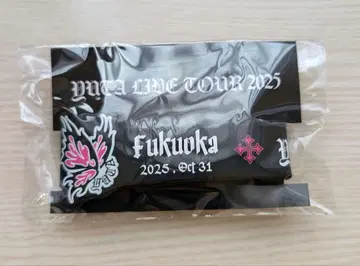 YUTA LIVE TOUR 2025
Fukuoka
2025 . Oct 31
Y